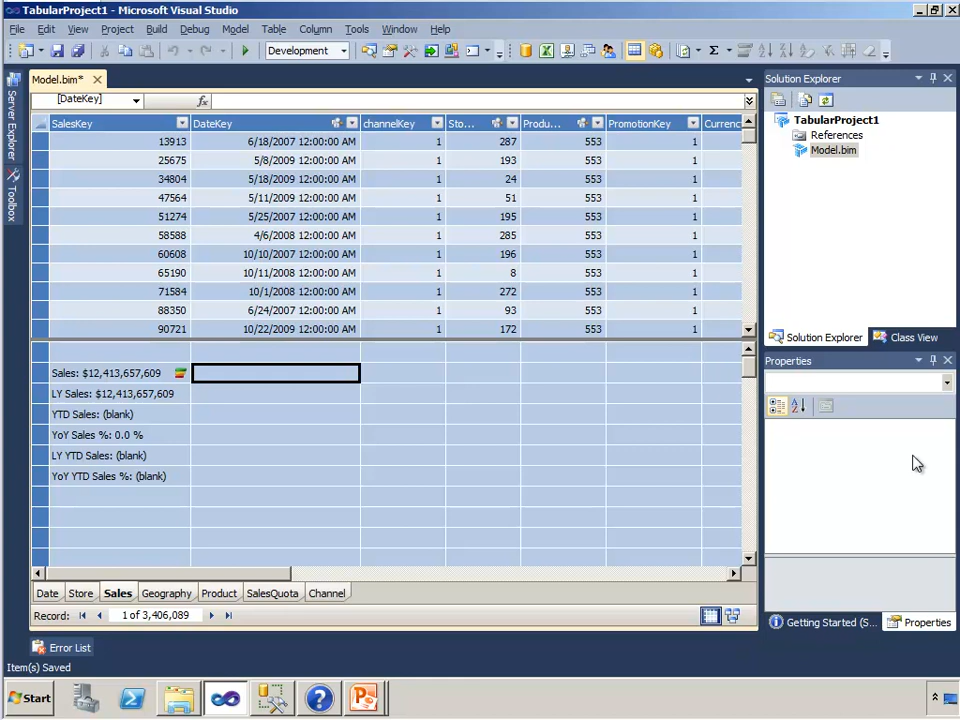 TabularProject1 - Microsoft Visual Studio
File Edit View Project Build Debug Model Table Column Tools Window Help
Development
Model.bim*
[DateKey] fx
SalesKey DateKey channelKey Sto... Produ... PromotionKey Currenc
13913 6/18/2007 12:00:00 AM 1 287 553 1
25675 5/8/2009 12:00:00 AM 1 193 553 1
34804 5/18/2009 12:00:00 AM 1 24 553 1
47564 5/11/2009 12:00:00 AM 1 51 553 1
51274 5/25/2007 12:00:00 AM 1 195 553 1
58588 4/6/2008 12:00:00 AM 1 285 553 1
60608 10/10/2007 12:00:00 AM 1 196 553 1
65190 10/11/2008 12:00:00 AM 1 8 553 1
71584 10/1/2008 12:00:00 AM 1 272 553 1
88350 6/24/2007 12:00:00 AM 1 93 553 1
90721 10/22/2009 12:00:00 AM 1 172 553 1
Sales: $12,413,657,609
LY Sales: $12,413,657,609
YTD Sales: (blank)
YoY Sales %: 0.0 %
LY YTD Sales: (blank)
YoY YTD Sales %: (blank)
Date Store Sales Geography Product SalesQuota Channel
Record: 1 of 3,406,089
Server Explorer
Toolbox
Solution Explorer
TabularProject1
References
Model.bim
Solution Explorer Class View
Properties
Getting Started (S... Properties
Error List
Item(s) Saved
Start